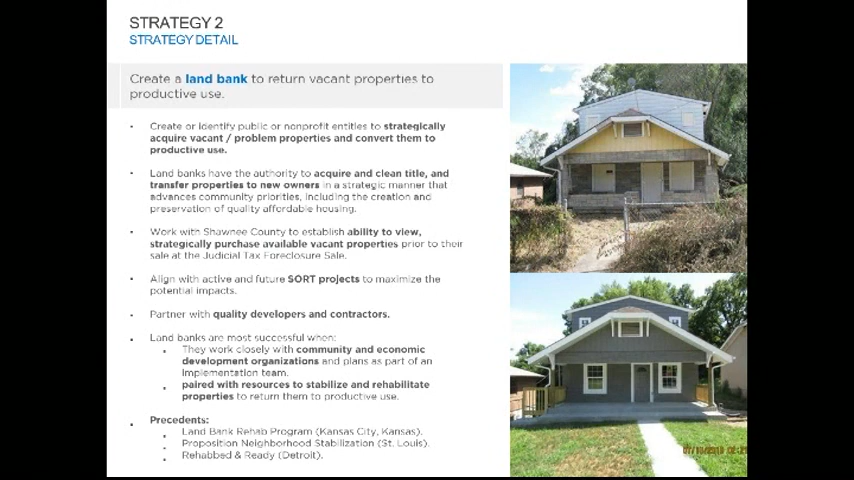 STRATEGY 2
STRATEGY DETAIL
Create a land bank to return vacant properties to
productive use.
• Create or identify public or nonprofit entities to strategically
acquire vacant / problem properties and convert them to
productive use.
• Land banks have the authority to acquire and clean title, and
transfer properties to new owners in a strategic manner that
advances community priorities, including the creation and
preservation of quality affordable housing.
• Work with Shawnee County to establish ability to view,
strategically purchase available vacant properties prior to their
sale at the Judicial Tax Foreclosure Sale.
• Align with active and future SORT projects to maximize the
potential impacts.
• Partner with quality developers and contractors.
• Land banks are most successful when:
• They work closely with community and economic
development organizations and plans as part of an
implementation team.
• paired with resources to stabilize and rehabilitate
properties to return them to productive use.
• Precedents:
• Land Bank Rehab Program (Kansas City, Kansas).
• Proposition Neighborhood Stabilization (St. Louis).
• Rehabbed & Ready (Detroit).